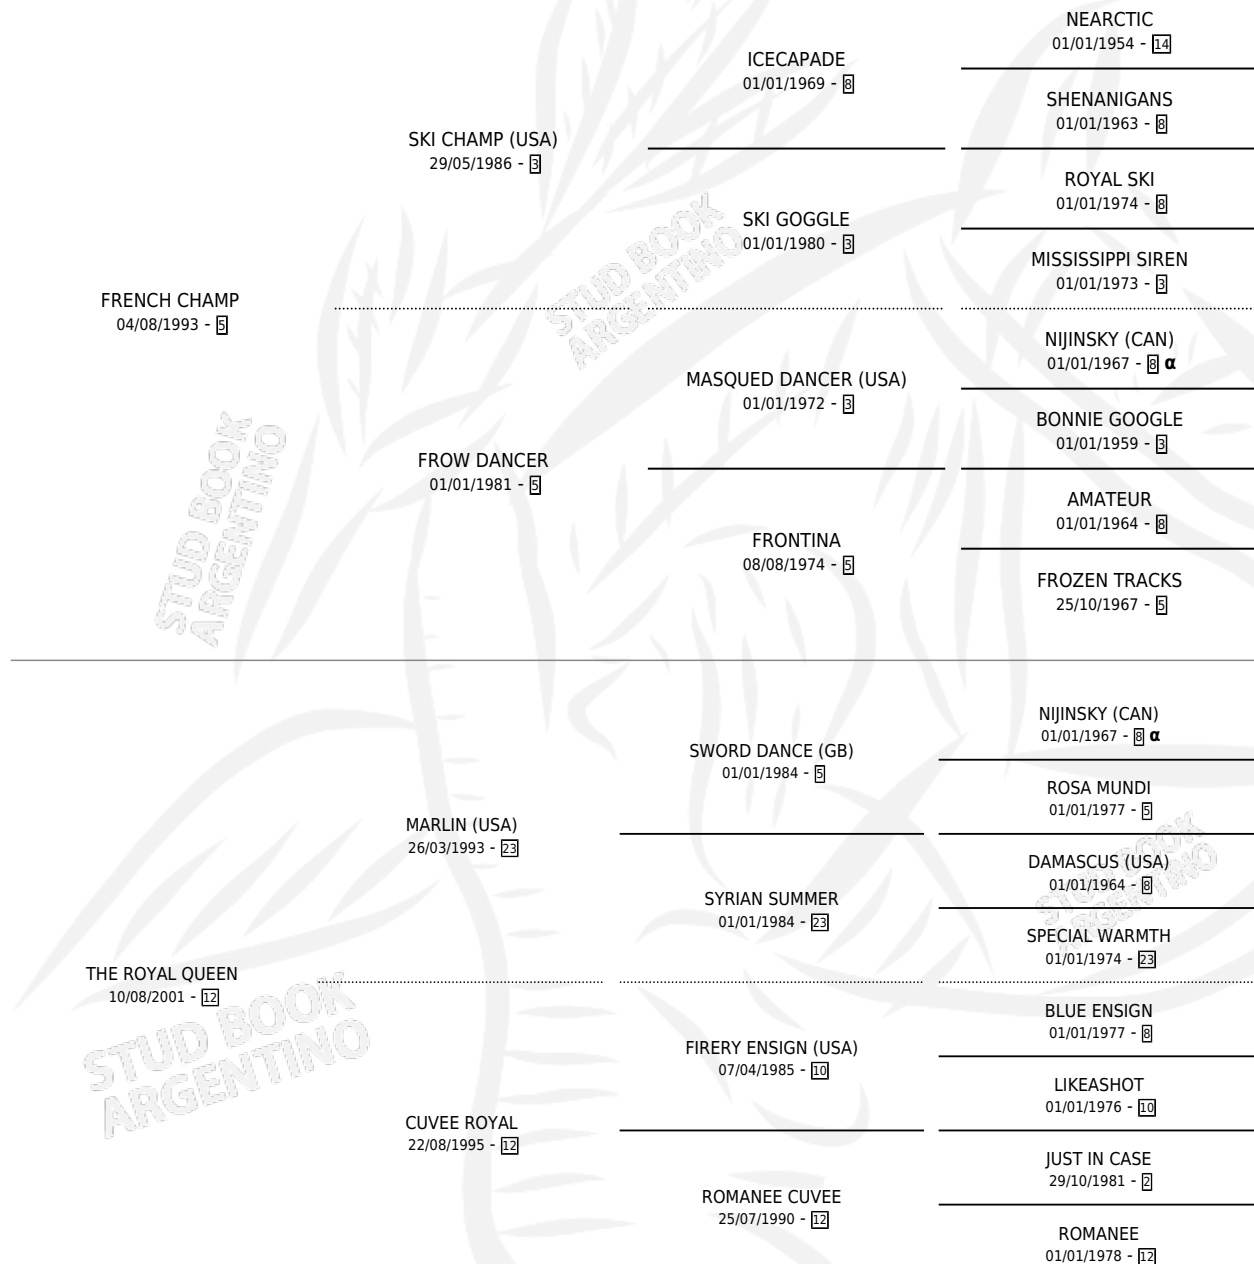 NEARCTIC
01/01/1954 - 14
ICECAPADE
01/01/1969 - 8
SHENANIGANS
01/01/1963 - 8
SKI CHAMP (USA)
29/05/1986 - 3
ROYAL SKI
01/01/1974 - 8
SKI GOGGLE
01/01/1980 - 3
MISSISSIPPI SIREN
01/01/1973 - 3
STUD BOOK
ARGENTINO
FRENCH CHAMP
04/08/1993 - 5
NIJINSKY (CAN)
01/01/1967 - 8 α
MASQUED DANCER (USA)
01/01/1972 - 3
BONNIE GOOGLE
01/01/1959 - 3
FROW DANCER
01/01/1981 - 5
AMATEUR
01/01/1964 - 8
FRONTINA
08/08/1974 - 5
FROZEN TRACKS
25/10/1967 - 5
STUD BOOK
ARGENTINO
NIJINSKY (CAN)
01/01/1967 - 8 α
SWORD DANCE (GB)
01/01/1984 - 5
ROSA MUNDI
01/01/1977 - 5
MARLIN (USA)
26/03/1993 - 23
DAMASCUS (USA)
01/01/1964 - 8
SYRIAN SUMMER
01/01/1984 - 23
SPECIAL WARMTH
01/01/1974 - 23
STUD BOOK
ARGENTINO
THE ROYAL QUEEN
10/08/2001 - 12
STUD BOOK
ARGENTINO
BLUE ENSIGN
01/01/1977 - 8
FIRERY ENSIGN (USA)
07/04/1985 - 10
LIKEASHOT
01/01/1976 - 10
CUVEE ROYAL
22/08/1995 - 12
JUST IN CASE
29/10/1981 - 2
ROMANEE CUVEE
25/07/1990 - 12
ROMANEE
01/01/1978 - 12